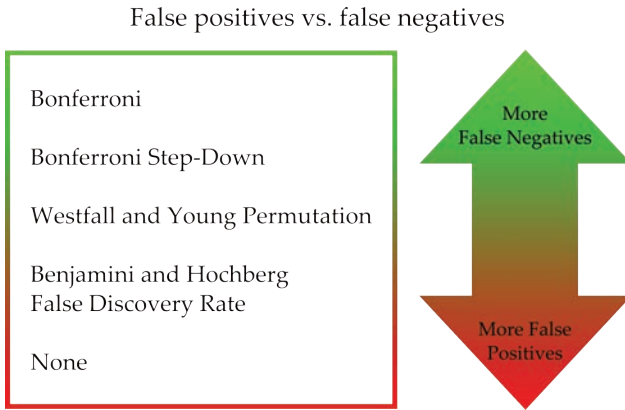 False positives vs. false negatives
Bonferroni
Bonferroni Step-Down
Westfall and Young Permutation
Benjamini and Hochberg
False Discovery Rate
None
More
False Negatives
More False
Positives